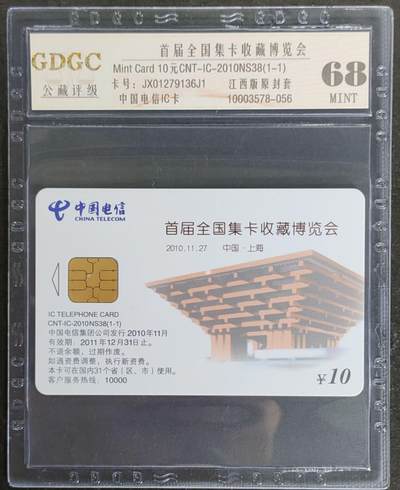 GDGC
公藏评级
首届全国集卡收藏博览会
Mint Card 10元CNT-IC-2010NS38(1-1)
卡号: JX01279136J1 江西版原封套
中国电信IC卡 10003578-056
68
MINT
中国电信
CHINA TELECOM
首届全国集卡收藏博览会
2010.11.27 中国·上海
IC TELEPHONE CARD
CNT-IC-2010NS38(1-1)
中国电信集团公司发行 2010年11月
有效期: 2011年12月31日止。
不退余额，过期作废。
如遇资费调整，执行新资费。
本卡可在国内31个省（区、市）使用。
客户服务热线: 10000
¥10